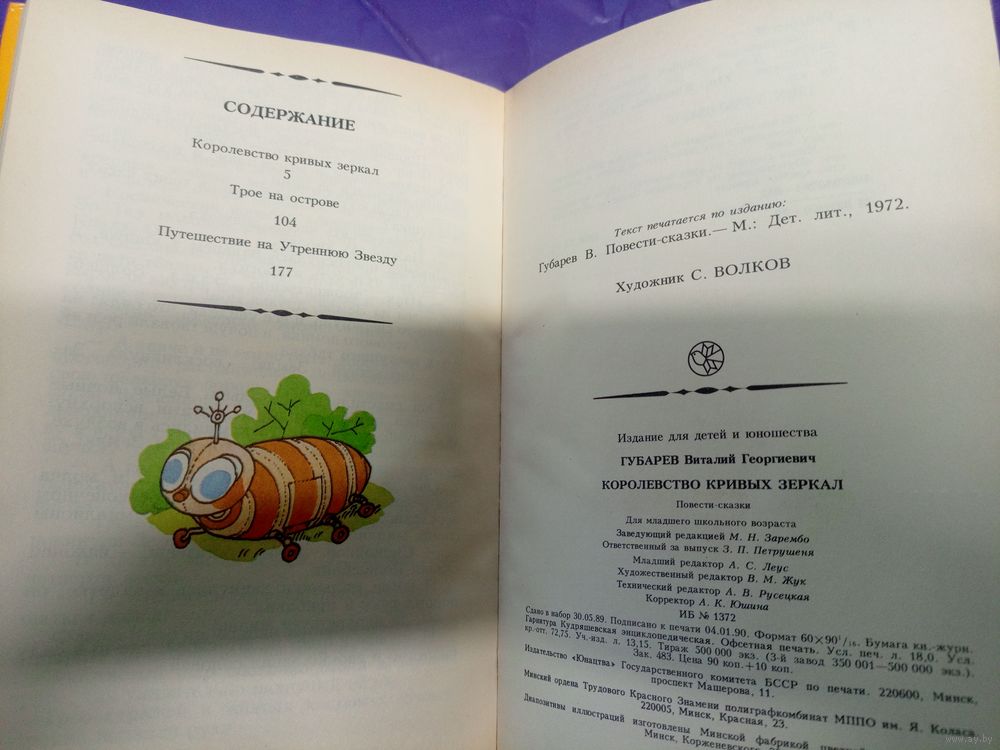 СОДЕРЖАНИЕ
Королевство кривых зеркал
5
Трое на острове
104
Путешествие на Утреннюю Звезду
177
Текст печатается по изданию:
Губарев В. Повести-сказки.— М.: Дет. лит., 1972.
Художник С. ВОЛКОВ
Издание для детей и юношества
ГУБАРЕВ Виталий Георгиевич
КОРОЛЕВСТВО КРИВЫХ ЗЕРКАЛ
Повести-сказки
Для младшего школьного возраста
Заведующий редакцией М. Н. Зарембо
Ответственный за выпуск З. П. Петрушеня
Младший редактор А. С. Леус
Художественный редактор В. М. Жук
Технический редактор А. В. Русецкая
Корректор А. К. Юшина
ИБ № 1372
Сдано в набор 30.05.89. Подписано к печати 04.01.90. Формат 60×90¹/₁₆. Бумага кн.-журн.
Гарнитура Кудряшевская энциклопедическая. Офсетная печать. Усл. печ. л. 18,0. Усл.
кр.-отт. 72,75. Уч.-изд. л. 13,15. Тираж 500 000 экз. (3-й завод 350 001—500 000 экз.).
Зак. 483. Цена 90 коп.+10 коп.
Издательство «Юнацтва» Государственного комитета БССР по печати. 220600, Минск,
проспект Машерова, 11.
Минский ордена Трудового Красного Знамени полиграфкомбинат МППО им. Я. Коласа.
220005, Минск, Красная, 23.
Диапозитивы иллюстраций изготовлены Минской фабрикой цветной
Минск, Корженевского
www.ay.by